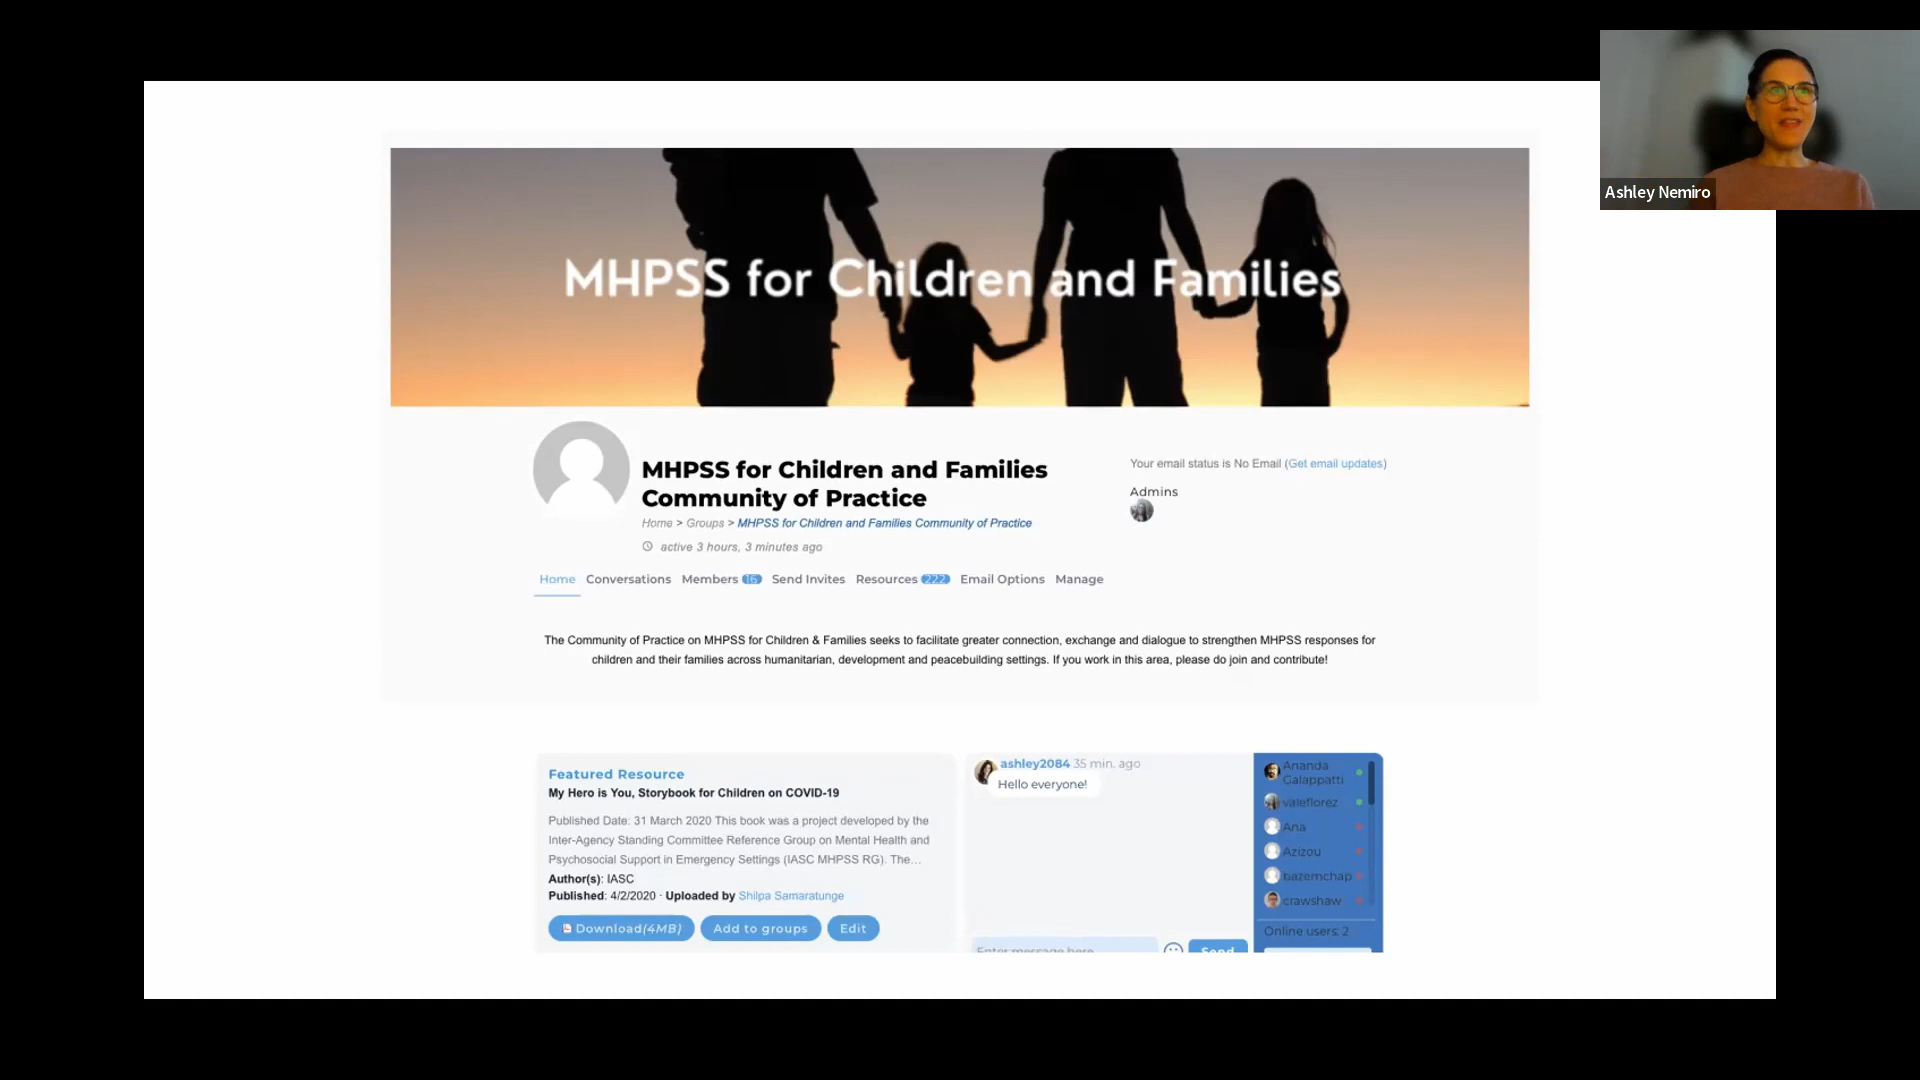 Ashley Nemiro
MHPSS for Children and Families
MHPSS for Children and Families
Community of Practice
Home > Groups > MHPSS for Children and Families Community of Practice
active 3 hours, 3 minutes ago
Your email status is No Email (Get email updates)
Admins
Home Conversations Members 16 Send Invites Resources 222 Email Options Manage
The Community of Practice on MHPSS for Children & Families seeks to facilitate greater connection, exchange and dialogue to strengthen MHPSS responses for
children and their families across humanitarian, development and peacebuilding settings. If you work in this area, please do join and contribute!
Featured Resource
My Hero is You, Storybook for Children on COVID-19
Published Date: 31 March 2020 This book was a project developed by the
Inter-Agency Standing Committee Reference Group on Mental Health and
Psychosocial Support in Emergency Settings (IASC MHPSS RG). The...
Author(s): IASC
Published: 4/2/2020 · Uploaded by Shilpa Samaratunge
Download(4MB) Add to groups Edit
ashley2084 35 min. ago
Hello everyone!
Enter message here
Send
Ananda
Galappatti
valeflorez
Ana
Azizou
bazemchap
crawshaw
Online users: 2